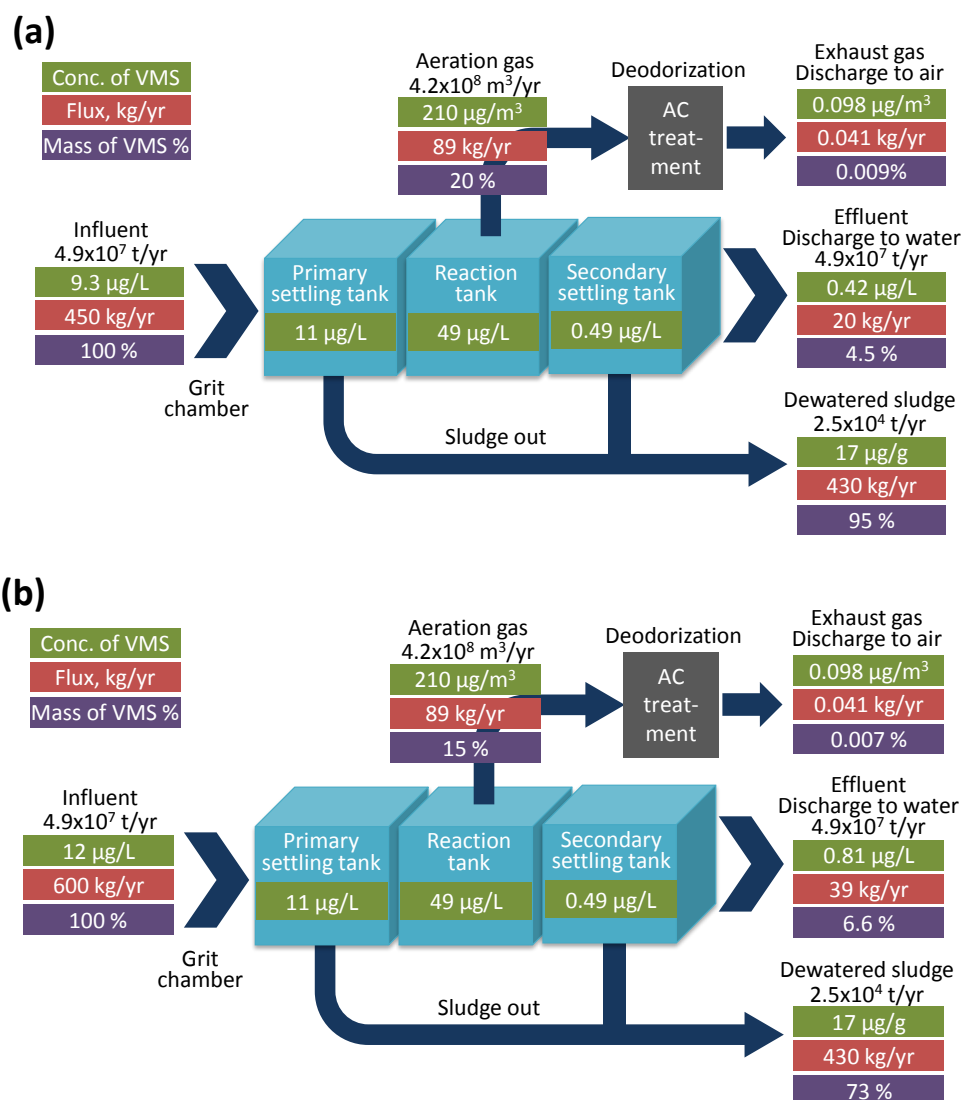 (a)
Conc. of VMS
Flux, kg/yr
Mass of VMS %
Aeration gas
4.2x10⁸ m³/yr
210 µg/m³
89 kg/yr
20 %
Deodorization
AC
treat-
ment
Exhaust gas
Discharge to air
0.098 µg/m³
0.041 kg/yr
0.009%
Influent
4.9x10⁷ t/yr
9.3 µg/L
450 kg/yr
100 %
Grit
chamber
Primary
settling tank
11 µg/L
Reaction
tank
49 µg/L
Secondary
settling tank
0.49 µg/L
Effluent
Discharge to water
4.9x10⁷ t/yr
0.42 µg/L
20 kg/yr
4.5 %
Sludge out
Dewatered sludge
2.5x10⁴ t/yr
17 µg/g
430 kg/yr
95 %
(b)
Conc. of VMS
Flux, kg/yr
Mass of VMS %
Aeration gas
4.2x10⁸ m³/yr
210 µg/m³
89 kg/yr
15 %
Deodorization
AC
treat-
ment
Exhaust gas
Discharge to air
0.098 µg/m³
0.041 kg/yr
0.007 %
Influent
4.9x10⁷ t/yr
12 µg/L
600 kg/yr
100 %
Grit
chamber
Primary
settling tank
11 µg/L
Reaction
tank
49 µg/L
Secondary
settling tank
0.49 µg/L
Effluent
Discharge to water
4.9x10⁷ t/yr
0.81 µg/L
39 kg/yr
6.6 %
Sludge out
Dewatered sludge
2.5x10⁴ t/yr
17 µg/g
430 kg/yr
73 %